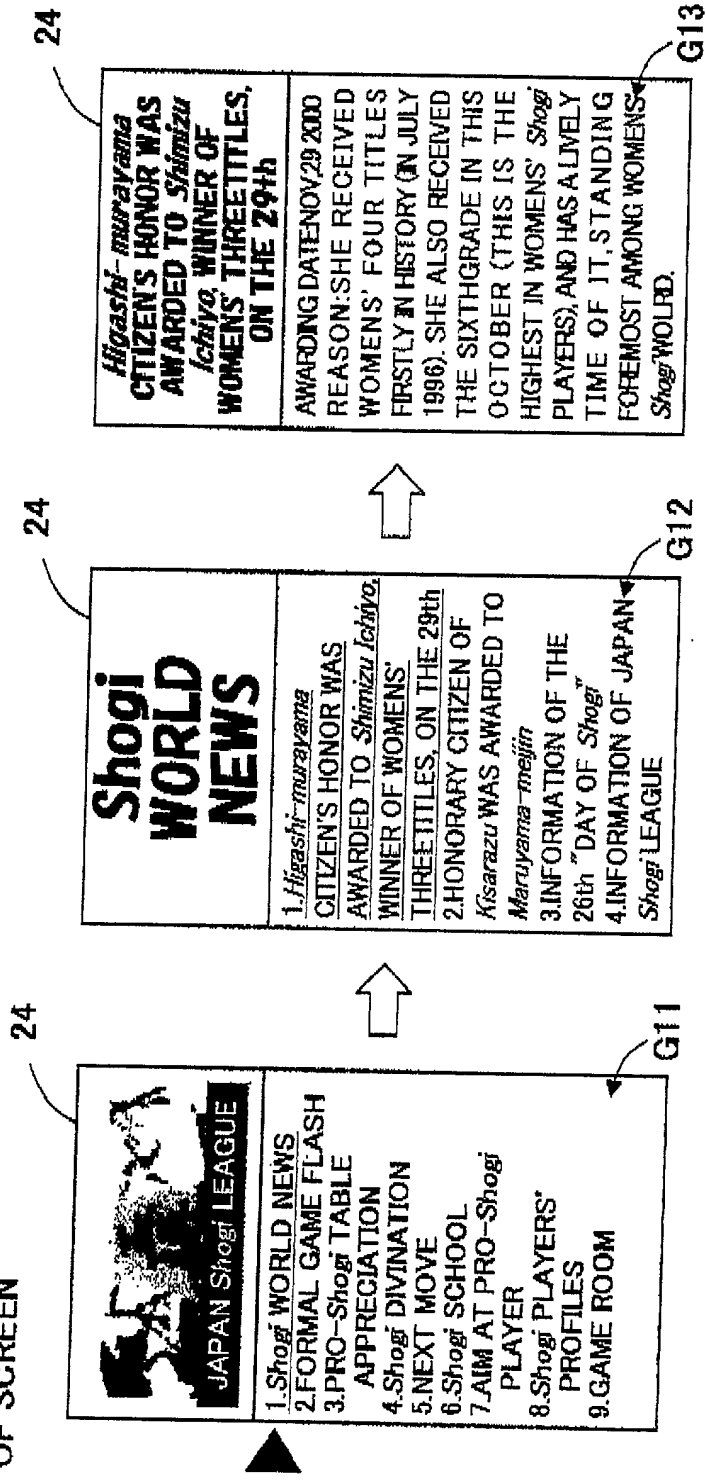 OF SCREEN
24
JAPAN Shogi LEAGUE
1.Shogi WORLD NEWS
2.FORMAL GAME FLASH
3.PRO-Shogi TABLE
APPRECIATION
4.Shogi DIVINATION
5.NEXT MOVE
6.Shogi SCHOOL
7.AIM AT PRO-Shogi
PLAYER
8.Shogi PLAYERS'
PROFILES
9.GAME ROOM
G11
24
Shogi
WORLD
NEWS
1.Higashi-murayama
CITIZEN'S HONOR WAS
AWARDED TO Shimizu Ichiyo,
WINNER OF WOMENS'
THREETITLES, ON THE 29th
2.HONORARY CITIZEN OF
Kisarazu WAS AWARDED TO
Maruyama-meijin
3.INFORMATION OF THE
26th "DAY OF Shogi"
4.INFORMATION OF JAPAN
Shogi LEAGUE
G12
24
Higashi-murayama
CITIZEN'S HONOR WAS
AWARDED TO Shimizu
Ichiyo, WINNER OF
WOMENS' THREETITLES,
ON THE 29th
AWARDING DATE:NOV.29 2000
REASON:SHE RECEIVED
WOMENS' FOUR TITLES
FIRSTLY IN HISTORY (IN JULY
1996). SHE ALSO RECEIVED
THE SIXTHGRADE IN THIS
OCTOBER (THIS IS THE
HIGHEST IN WOMENS' Shogi
PLAYERS), AND HAS A LIVELY
TIME OF IT, STANDING
FOREMOST AMONG WOMENS'
Shogi WOLRD.
G13